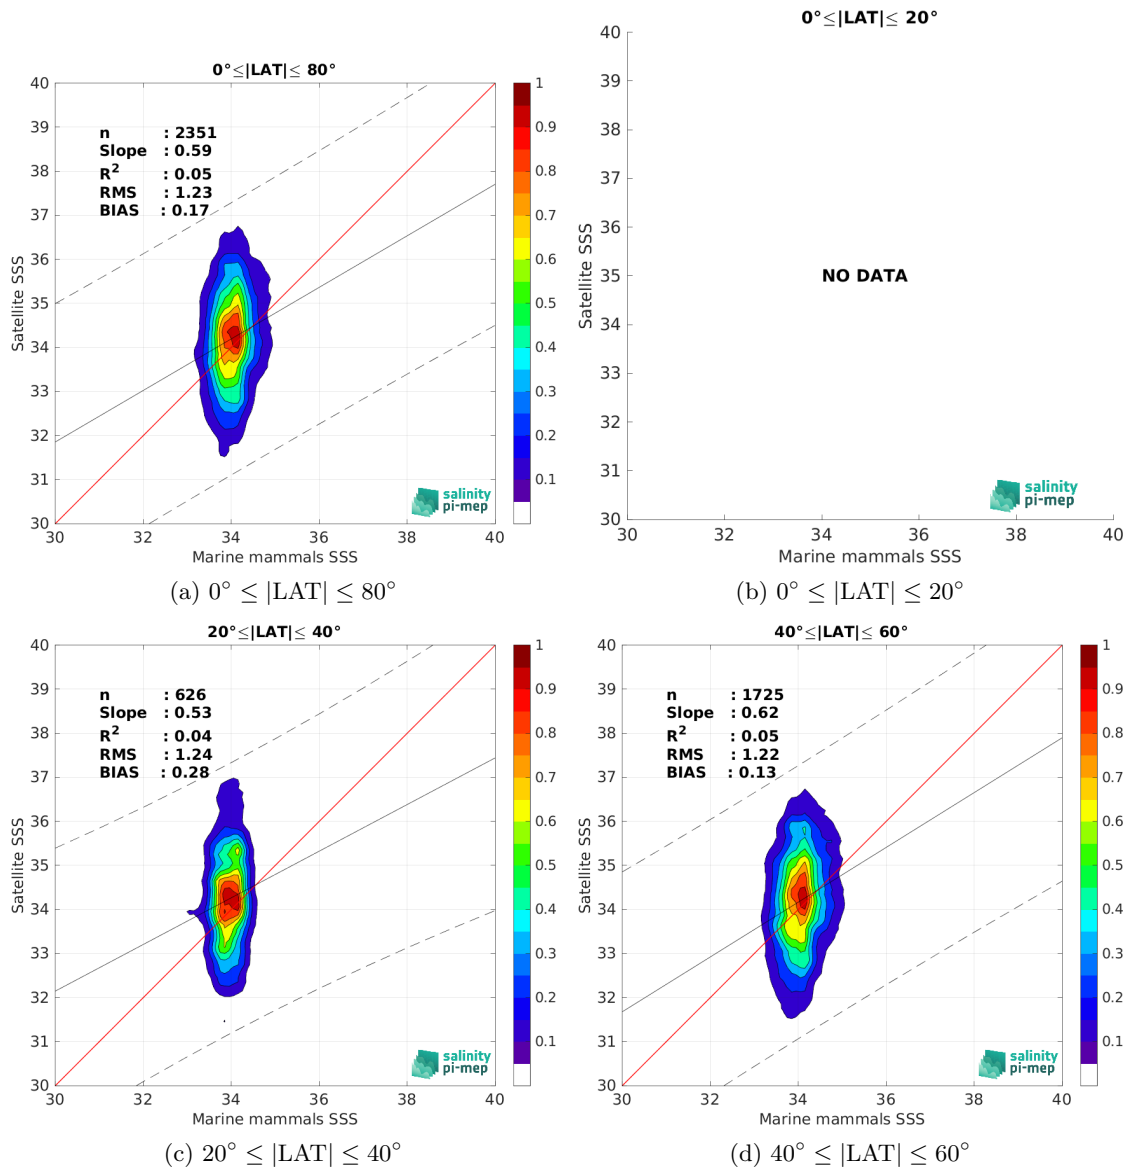 0°≤|LAT|≤ 80°
40
39
38
37
36
35
34
33
32
31
30
Satellite SSS
n : 2351
Slope : 0.59
R² : 0.05
RMS : 1.23
BIAS : 0.17
salinity
pi-mep
30 32 34 36 38 40
Marine mammals SSS
1
0.9
0.8
0.7
0.6
0.5
0.4
0.3
0.2
0.1
(a) 0° ≤ |LAT| ≤ 80°
0°≤|LAT|≤ 20°
40
39
38
37
36
35
34
33
32
31
30
Satellite SSS
NO DATA
salinity
pi-mep
30 32 34 36 38 40
Marine mammals SSS
(b) 0° ≤ |LAT| ≤ 20°
20°≤|LAT|≤ 40°
40
39
38
37
36
35
34
33
32
31
30
Satellite SSS
n : 626
Slope : 0.53
R² : 0.04
RMS : 1.24
BIAS : 0.28
salinity
pi-mep
30 32 34 36 38 40
Marine mammals SSS
1
0.9
0.8
0.7
0.6
0.5
0.4
0.3
0.2
0.1
(c) 20° ≤ |LAT| ≤ 40°
40°≤|LAT|≤ 60°
40
39
38
37
36
35
34
33
32
31
30
Satellite SSS
n : 1725
Slope : 0.62
R² : 0.05
RMS : 1.22
BIAS : 0.13
salinity
pi-mep
30 32 34 36 38 40
Marine mammals SSS
1
0.9
0.8
0.7
0.6
0.5
0.4
0.3
0.2
0.1
(d) 40° ≤ |LAT| ≤ 60°